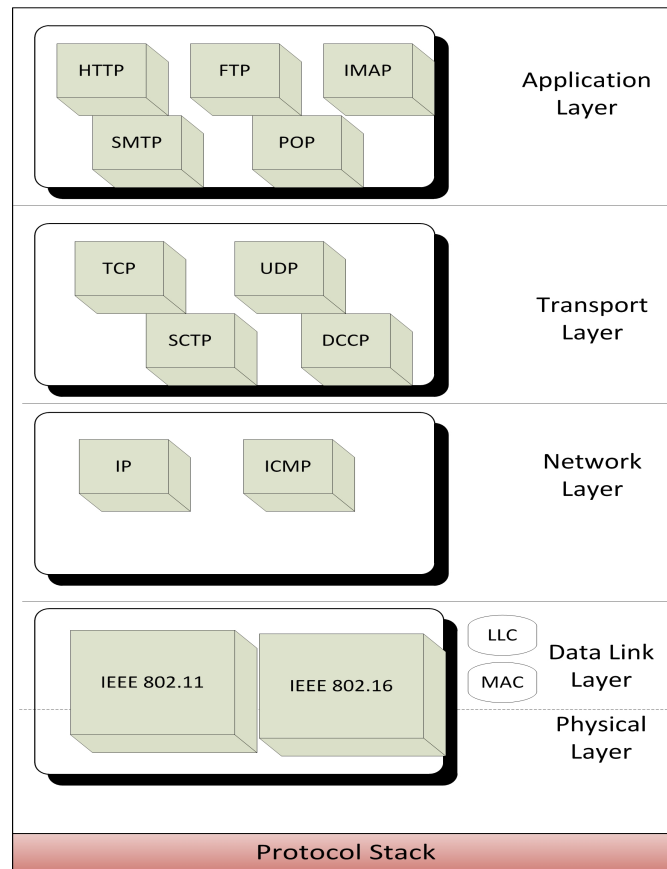 HTTP
FTP
IMAP
SMTP
POP
Application
Layer
TCP
UDP
SCTP
DCCP
Transport
Layer
IP
ICMP
Network
Layer
IEEE 802.11
IEEE 802.16
LLC
MAC
Data Link
Layer
Physical
Layer
Protocol Stack